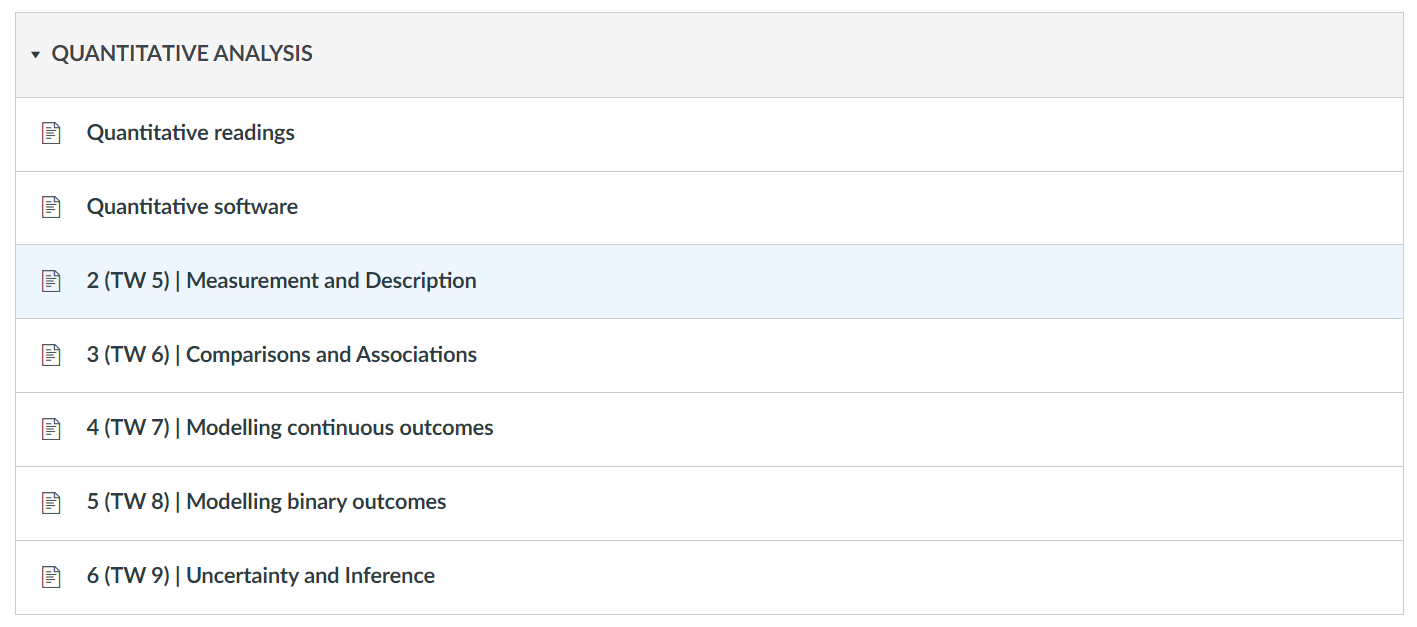 QUANTITATIVE ANALYSIS
Quantitative readings
Quantitative software
2 (TW 5) | Measurement and Description
3 (TW 6) | Comparisons and Associations
4 (TW 7) | Modelling continuous outcomes
5 (TW 8) | Modelling binary outcomes
6 (TW 9) | Uncertainty and Inference